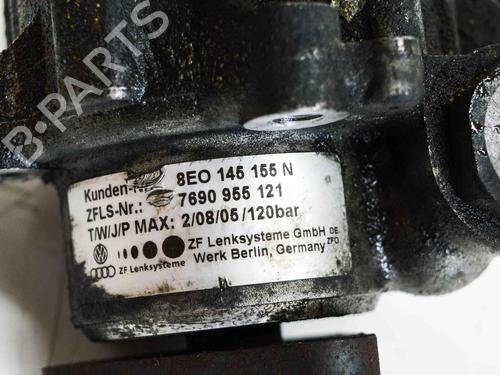 B-PARTS
Kunden-Nr.: 8E0 145 155 N
ZFLS-Nr.: 7690 955 121
T/W/J/P MAX: 2/08/05/120bar
ZF Lenksysteme
ZF Lenksysteme GmbH DE
Werk Berlin, Germany ZFD